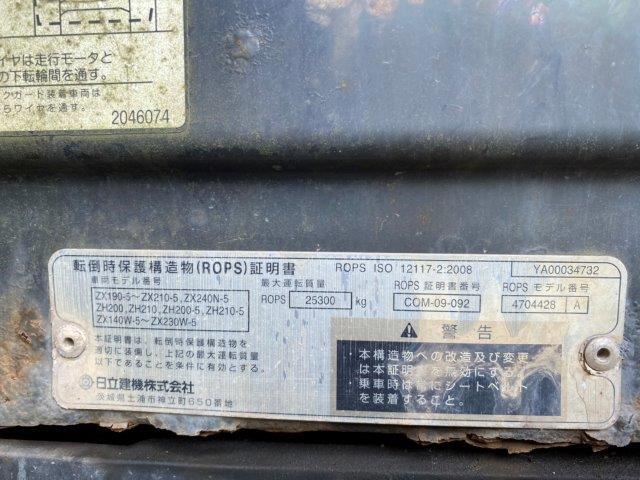 イヤは走行モータと
の下転輪間を通す。
クガード装着車両は
らワイヤを通す。
2046074
転倒時保護構造物(ROPS)証明書
ROPS ISO 12117-2:2008
YA00034732
車両モデル番号
ZX190-5～ZX210-5, ZX240N-5
ZH200, ZH210, ZH200-5, ZH210-5
ZX140W-5～ZX230W-5
最大運転質量
ROPS 25300 kg
ROPS 証明書番号
COM-09-092
ROPS モデル番号
4704428 A
本証明書は、転倒時保護構造物を
適切に装備し、上記の最大運転質量
以下であることを条件に有効とする。
日立建機株式会社
茨城県土浦市神立町650番地
警告
・本構造物への改造及び変更
は本証明書を無効にする。
・乗車時は常にシートベルト
を装着すること。